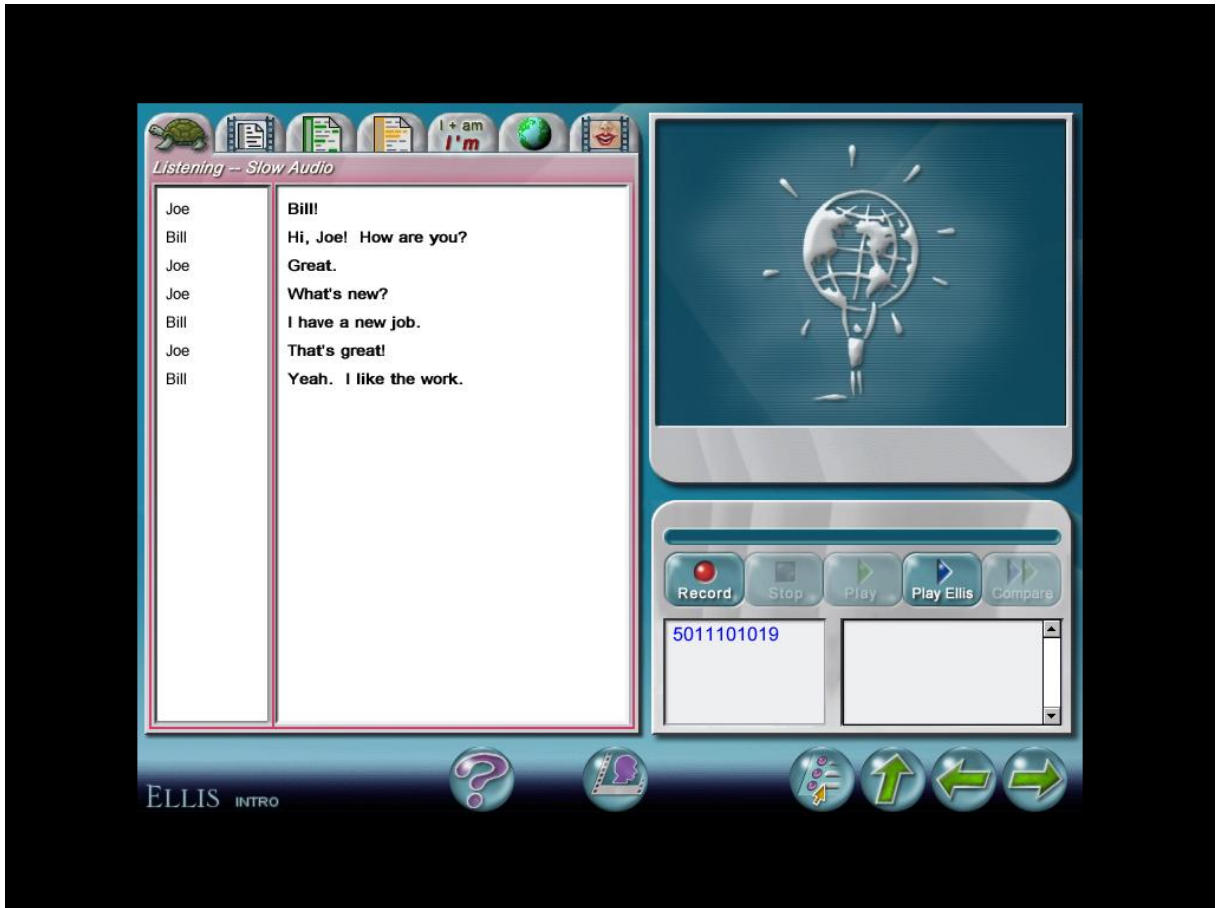 I + am
I'm
Listening -- Slow Audio
Joe Bill!
Bill Hi, Joe! How are you?
Joe Great.
Joe What's new?
Bill I have a new job.
Joe That's great!
Bill Yeah. I like the work.
Record Stop Play Play Ellis Compare
5011101019
?
ELLIS INTRO